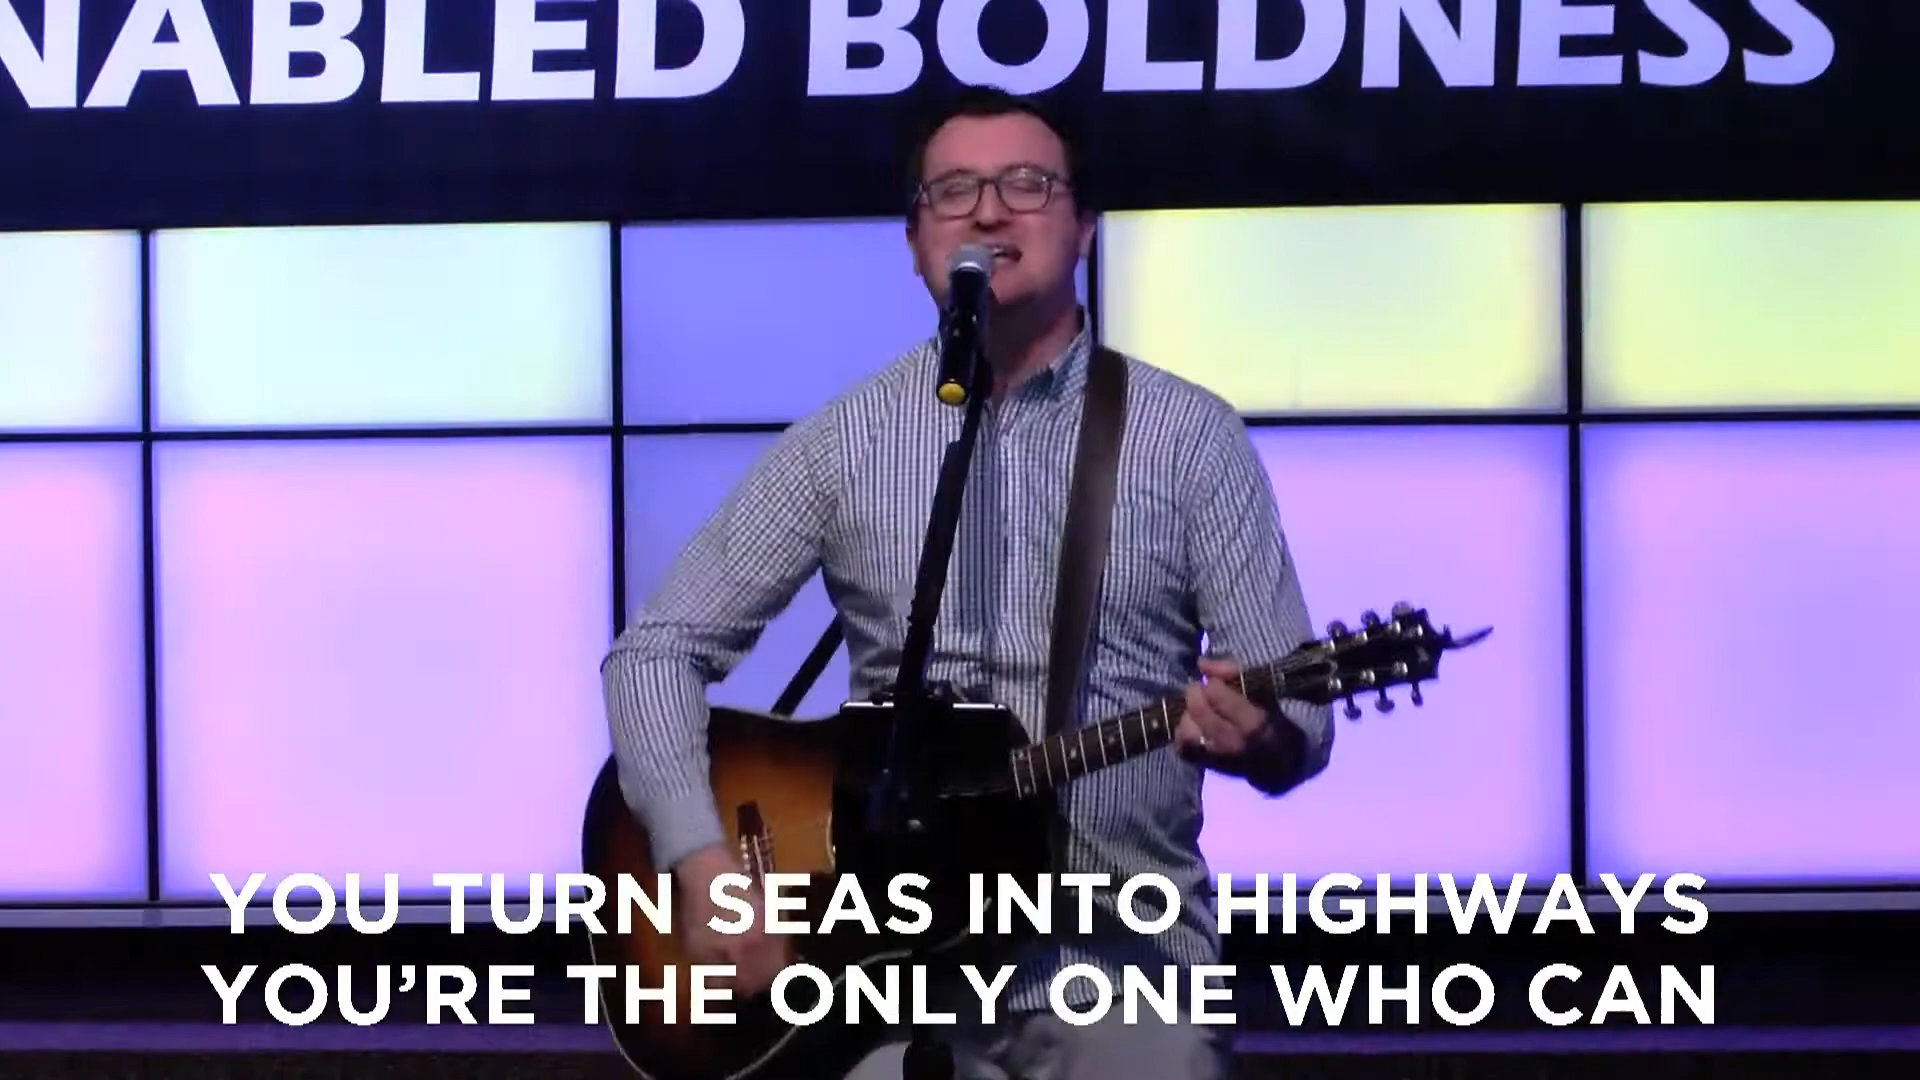 NABLED BOLDNESS
YOU TURN SEAS INTO HIGHWAYS
YOU'RE THE ONLY ONE WHO CAN